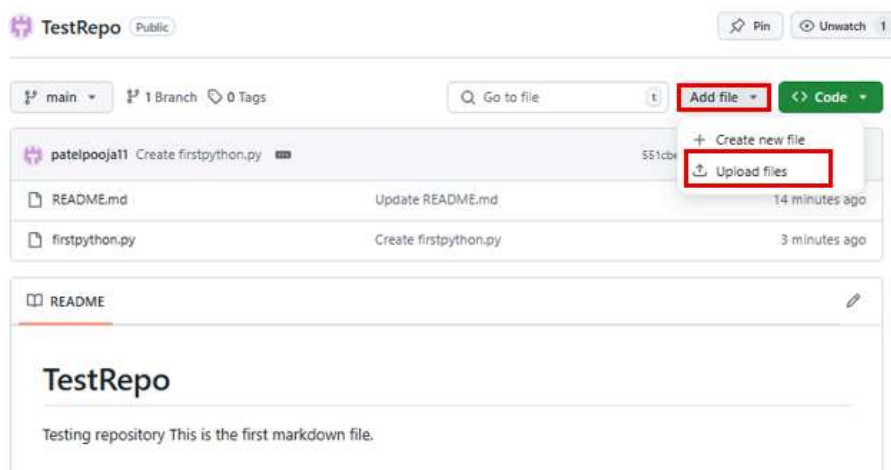 TestRepo Public Pin Unwatch 1
main 1 Branch 0 Tags Go to file t Add file Code
Create new file
patelpooja11 Create firstpython.py 551cbe
Upload files
README.md Update README.md 14 minutes ago
firstpython.py Create firstpython.py 3 minutes ago
README
TestRepo
Testing repository This is the first markdown file.